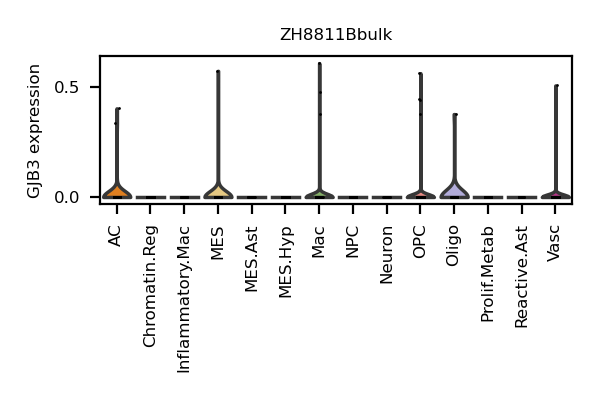 ZH8811Bbulk
GJB3 expression
0.5
0.0
AC
Chromatin.Reg
Inflammatory.Mac
MES
MES.Ast
MES.Hyp
Mac
NPC
Neuron
OPC
Oligo
Prolif.Metab
Reactive.Ast
Vasc